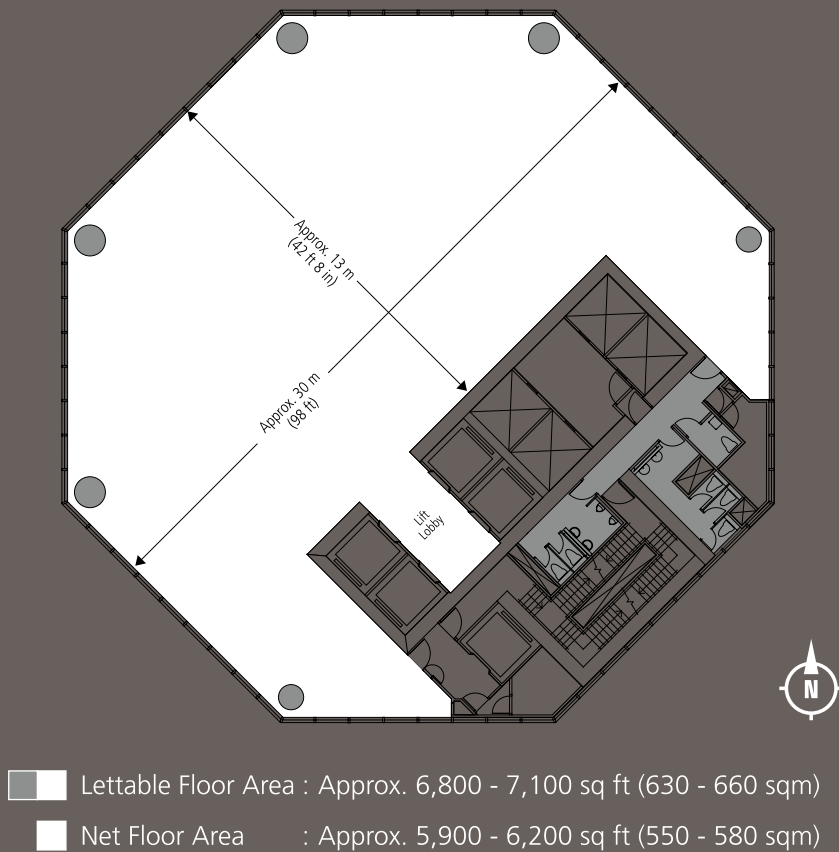 Approx. 13 m
(42 ft 8 in)
Approx. 30 m
(98 ft)
Lift
Lobby
N
Lettable Floor Area : Approx. 6,800 - 7,100 sq ft (630 - 660 sqm)
Net Floor Area : Approx. 5,900 - 6,200 sq ft (550 - 580 sqm)